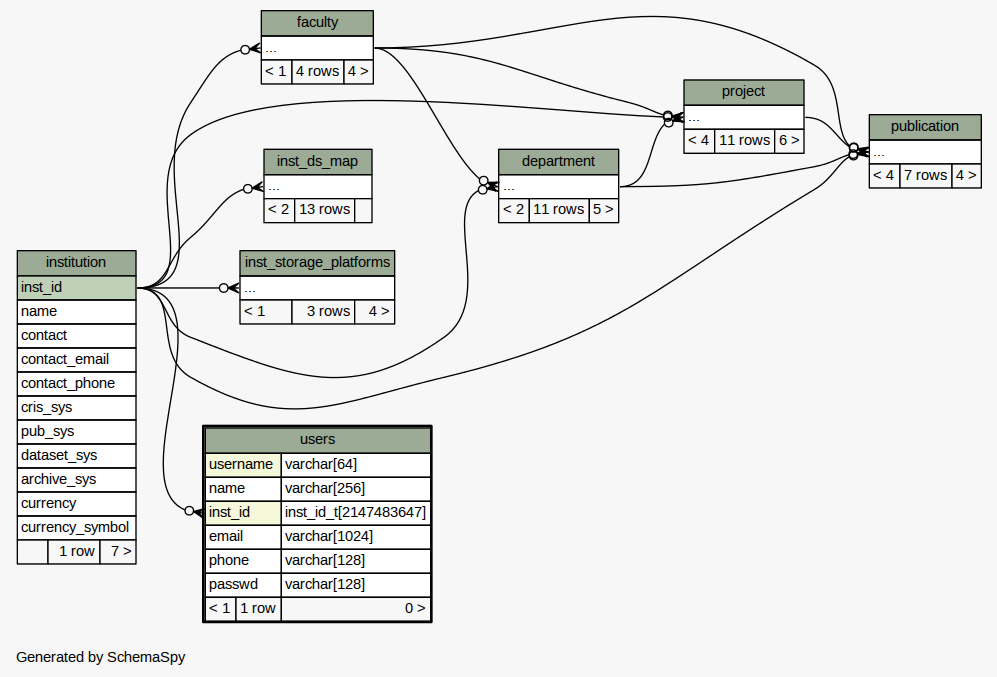 faculty
...
< 1 4 rows 4 >
project
...
< 4 11 rows 6 >
publication
...
< 4 7 rows 4 >
inst_ds_map
...
< 2 13 rows
department
...
< 2 11 rows 5 >
institution
inst_id
name
contact
contact_email
contact_phone
cris_sys
pub_sys
dataset_sys
archive_sys
currency
currency_symbol
1 row 7 >
inst_storage_platforms
...
< 1 3 rows 4 >
users
username varchar[64]
name varchar[256]
inst_id inst_id_t[2147483647]
email varchar[1024]
phone varchar[128]
passwd varchar[128]
< 1 1 row 0 >
Generated by SchemaSpy